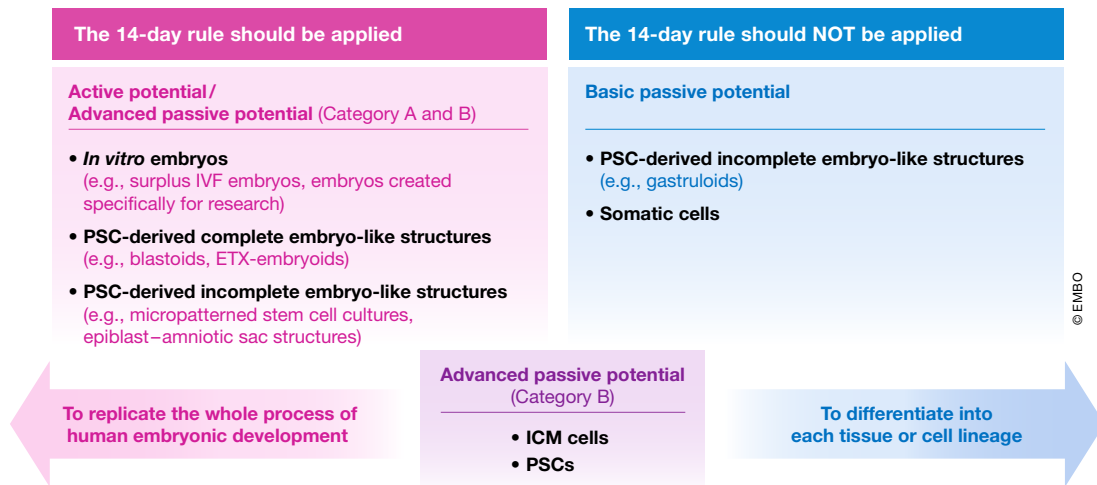 The 14-day rule should be applied
Active potential/
Advanced passive potential (Category A and B)
• In vitro embryos
(e.g., surplus IVF embryos, embryos created
specifically for research)
• PSC-derived complete embryo-like structures
(e.g., blastoids, ETX-embryoids)
• PSC-derived incomplete embryo-like structures
(e.g., micropatterned stem cell cultures,
epiblast–amniotic sac structures)
The 14-day rule should NOT be applied
Basic passive potential
• PSC-derived incomplete embryo-like structures
(e.g., gastruloids)
• Somatic cells
© EMBO
To replicate the whole process of
human embryonic development
Advanced passive potential
(Category B)
• ICM cells
• PSCs
To differentiate into
each tissue or cell lineage